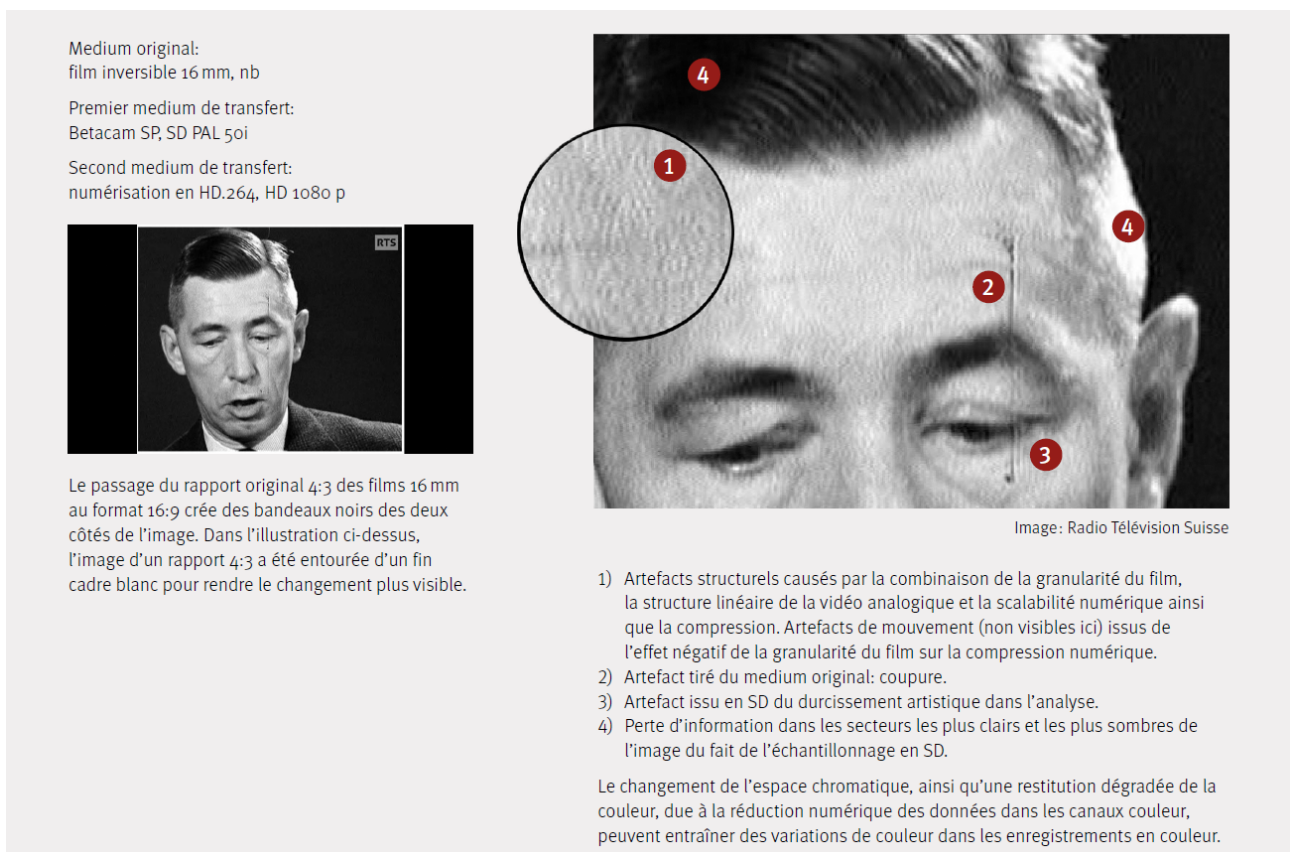 Medium original:
film inversible 16 mm, nb
Premier medium de transfert:
Betacam SP, SD PAL 50i
Second medium de transfert:
numérisation en HD.264, HD 1080 p
RTS
Le passage du rapport original 4:3 des films 16 mm
au format 16:9 crée des bandeaux noirs des deux
côtés de l'image. Dans l'illustration ci-dessus,
l'image d'un rapport 4:3 a été entourée d'un fin
cadre blanc pour rendre le changement plus visible.
4
1
4
2
3
Image: Radio Télévision Suisse
1) Artefacts structurels causés par la combinaison de la granularité du film,
la structure linéaire de la vidéo analogique et la scalabilité numérique ainsi
que la compression. Artefacts de mouvement (non visibles ici) issus de
l'effet négatif de la granularité du film sur la compression numérique.
2) Artefact tiré du medium original: coupure.
3) Artefact issu en SD du durcissement artistique dans l'analyse.
4) Perte d'information dans les secteurs les plus clairs et les plus sombres de
l'image du fait de l'échantillonnage en SD.
Le changement de l'espace chromatique, ainsi qu'une restitution dégradée de la
couleur, due à la réduction numérique des données dans les canaux couleur,
peuvent entraîner des variations de couleur dans les enregistrements en couleur.